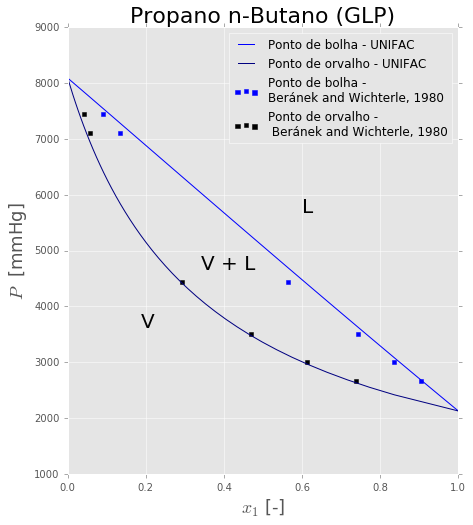 Propano n-Butano (GLP)
9000
8000
7000
6000
5000
4000
3000
2000
1000
P [mmHg]
Ponto de bolha - UNIFAC
Ponto de orvalho - UNIFAC
Ponto de bolha -
Beránek and Wichterle, 1980
Ponto de orvalho -
Beránek and Wichterle, 1980
L
V + L
V
0.0 0.2 0.4 0.6 0.8 1.0
x₁ [-]